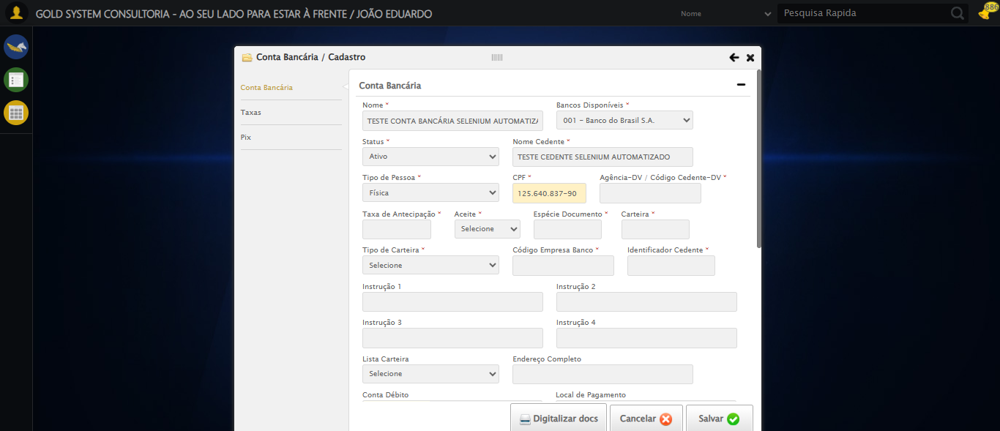 GOLD SYSTEM CONSULTORIA - AO SEU LADO PARA ESTAR À FRENTE / JOÃO EDUARDO
Nome
Pesquisa Rapida
886
Conta Bancária / Cadastro
Conta Bancária
Taxas
Pix
Conta Bancária
Nome * Bancos Disponíveis *
TESTE CONTA BANCÁRIA SELENIUM AUTOMATIZA 001 - Banco do Brasil S.A.
Status * Nome Cedente *
Ativo TESTE CEDENTE SELENIUM AUTOMATIZADO
Tipo de Pessoa * CPF * Agência-DV / Código Cedente-DV *
Física 125.640.837-90
Taxa de Antecipação * Aceite * Espécie Documento * Carteira *
Selecione
Tipo de Carteira * Código Empresa Banco * Identificador Cedente *
Selecione
Instrução 1 Instrução 2
Instrução 3 Instrução 4
Lista Carteira Endereço Completo
Selecione
Conta Débito Local de Pagamento
Digitalizar docs Cancelar Salvar